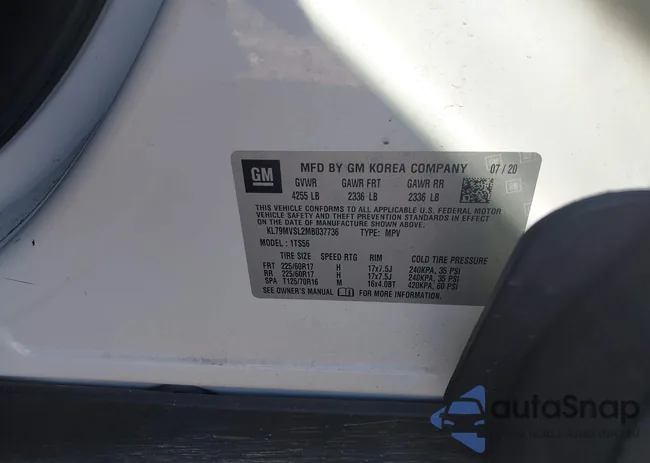 GM
MFD BY GM KOREA COMPANY 07/20
GVWR GAWR FRT GAWR RR
4255 LB 2336 LB 2336 LB
THIS VEHICLE CONFORMS TO ALL APPLICABLE U.S. FEDERAL MOTOR
VEHICLE SAFETY AND THEFT PREVENTION STANDARDS IN EFFECT ON
THE DATE OF MANUFACTURE SHOWN ABOVE.
KL79MVSL2MB037736 TYPE: MPV
MODEL: 1TS56
TIRE SIZE SPEED RTG RIM COLD TIRE PRESSURE
FRT 225/60R17 H 17x7.5J 240KPA, 35 PSI
RR 225/60R17 H 17x7.5J 240KPA, 35 PSI
SPA T125/70R16 M 16x4.0BT 420KPA, 60 PSI
SEE OWNER'S MANUAL FOR MORE INFORMATION.
autoSnap